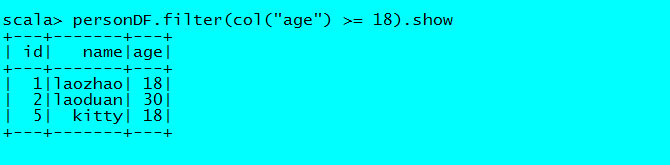 scala> personDF.filter(col("age") >= 18).show
+---+-------+---+
| id|   name|age|
+---+-------+---+
|  1|laozhao| 18|
|  2|laoduan| 30|
|  5|  kitty| 18|
+---+-------+---+